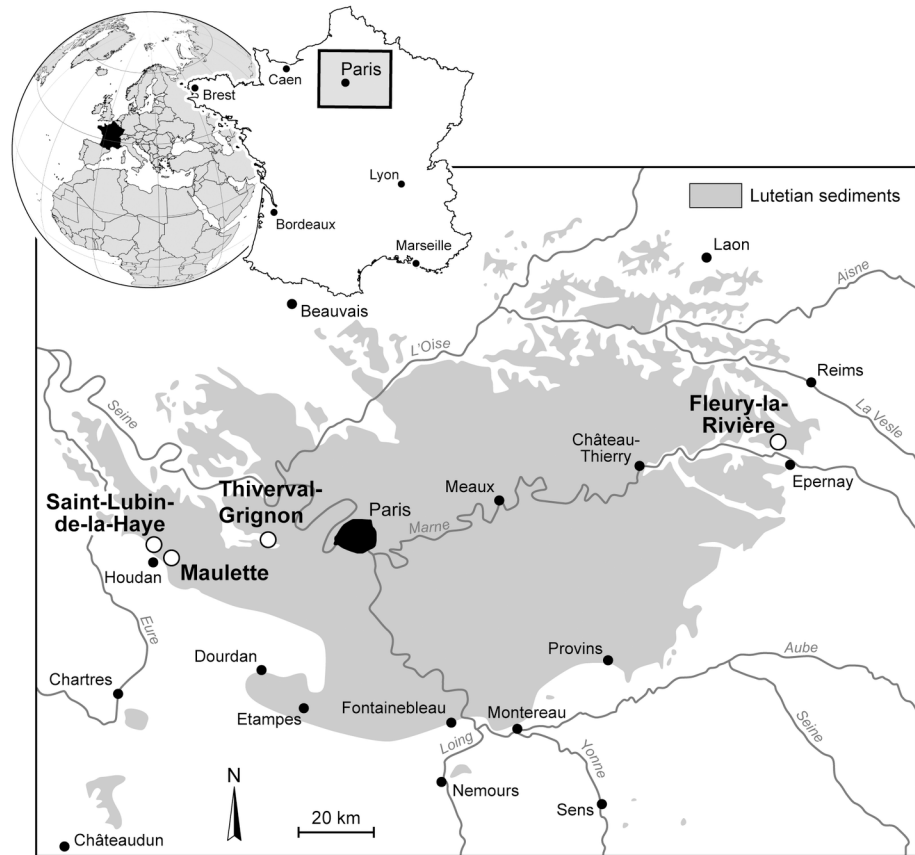 Caen
Paris
Brest
Lyon
Bordeaux
Marseille
Lutetian sediments
Laon
Aisne
Beauvais
L'Oise
Reims
Seine
La Vesle
Fleury-la-
Rivière
Château-
Thierry
Epernay
Meaux
Marne
Saint-Lubin-
de-la-Haye
Thiverval-
Grignon
Paris
Houdan
Maulette
Eure
Dourdan
Provins
Aube
Chartres
Etampes
Fontainebleau
Montereau
Seine
Loing
Yonne
N
Nemours
Sens
20 km
Châteaudun